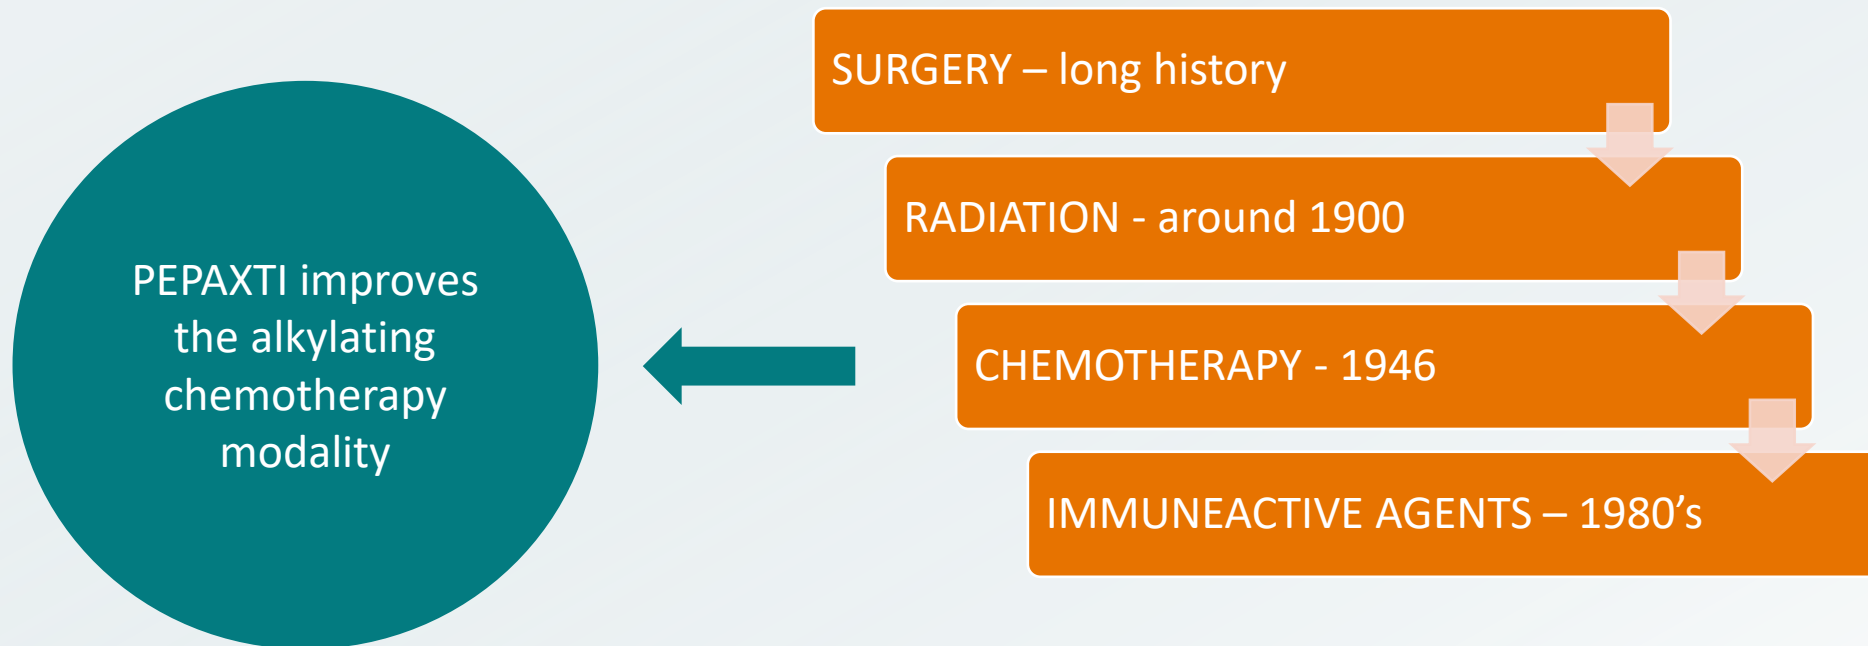 SURGERY – long history
RADIATION - around 1900
CHEMOTHERAPY - 1946
IMMUNEACTIVE AGENTS – 1980’s
PEPAXTI improves
the alkylating
chemotherapy
modality